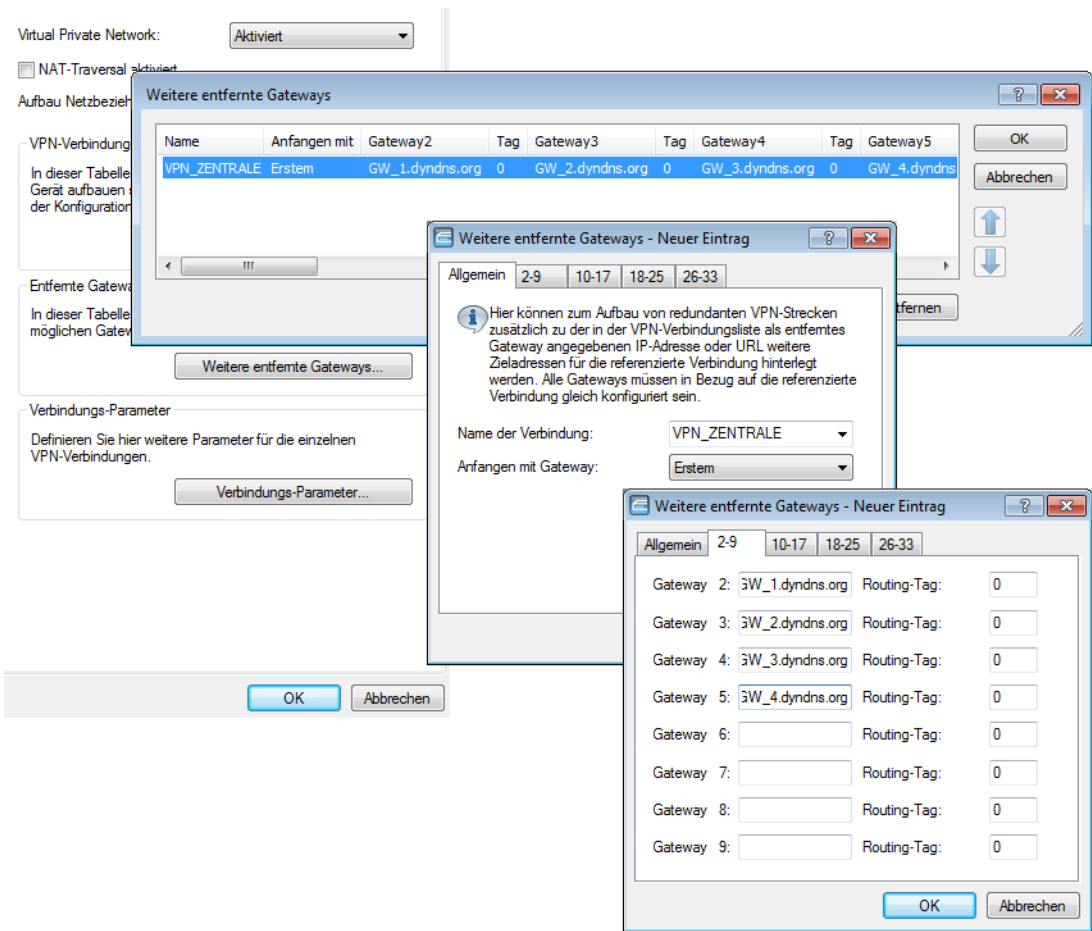 Virtual Private Network: Aktiviert
NAT-Traversal aktiviert
Aufbau Netzbezieh
VPN-Verbindung
In dieser Tabelle
Gerät aufbauen s
der Konfiguration
Entfernte Gatewa
In dieser Tabelle
möglichen Gatew
Weitere entfernte Gateways...
Verbindungs-Parameter
Definieren Sie hier weitere Parameter für die einzelnen
VPN-Verbindungen.
Verbindungs-Parameter...
OK Abbrechen
Weitere entfernte Gateways
Name Anfangen mit Gateway2 Tag Gateway3 Tag Gateway4 Tag Gateway5
VPN_ZENTRALE Erstem GW_1.dyndns.org 0 GW_2.dyndns.org 0 GW_3.dyndns.org 0 GW_4.dyndns
OK
Abbrechen
tfernen
Weitere entfernte Gateways - Neuer Eintrag
Allgemein 2-9 10-17 18-25 26-33
Hier können zum Aufbau von redundanten VPN-Strecken
zusätzlich zu der in der VPN-Verbindungsliste als entferntes
Gateway angegebenen IP-Adresse oder URL weitere
Zieladressen für die referenzierte Verbindung hinterlegt
werden. Alle Gateways müssen in Bezug auf die referenzierte
Verbindung gleich konfiguriert sein.
Name der Verbindung: VPN_ZENTRALE
Anfangen mit Gateway: Erstem
Weitere entfernte Gateways - Neuer Eintrag
Allgemein 2-9 10-17 18-25 26-33
Gateway 2: GW_1.dyndns.org Routing-Tag: 0
Gateway 3: GW_2.dyndns.org Routing-Tag: 0
Gateway 4: GW_3.dyndns.org Routing-Tag: 0
Gateway 5: GW_4.dyndns.org Routing-Tag: 0
Gateway 6: Routing-Tag: 0
Gateway 7: Routing-Tag: 0
Gateway 8: Routing-Tag: 0
Gateway 9: Routing-Tag: 0
OK Abbrechen